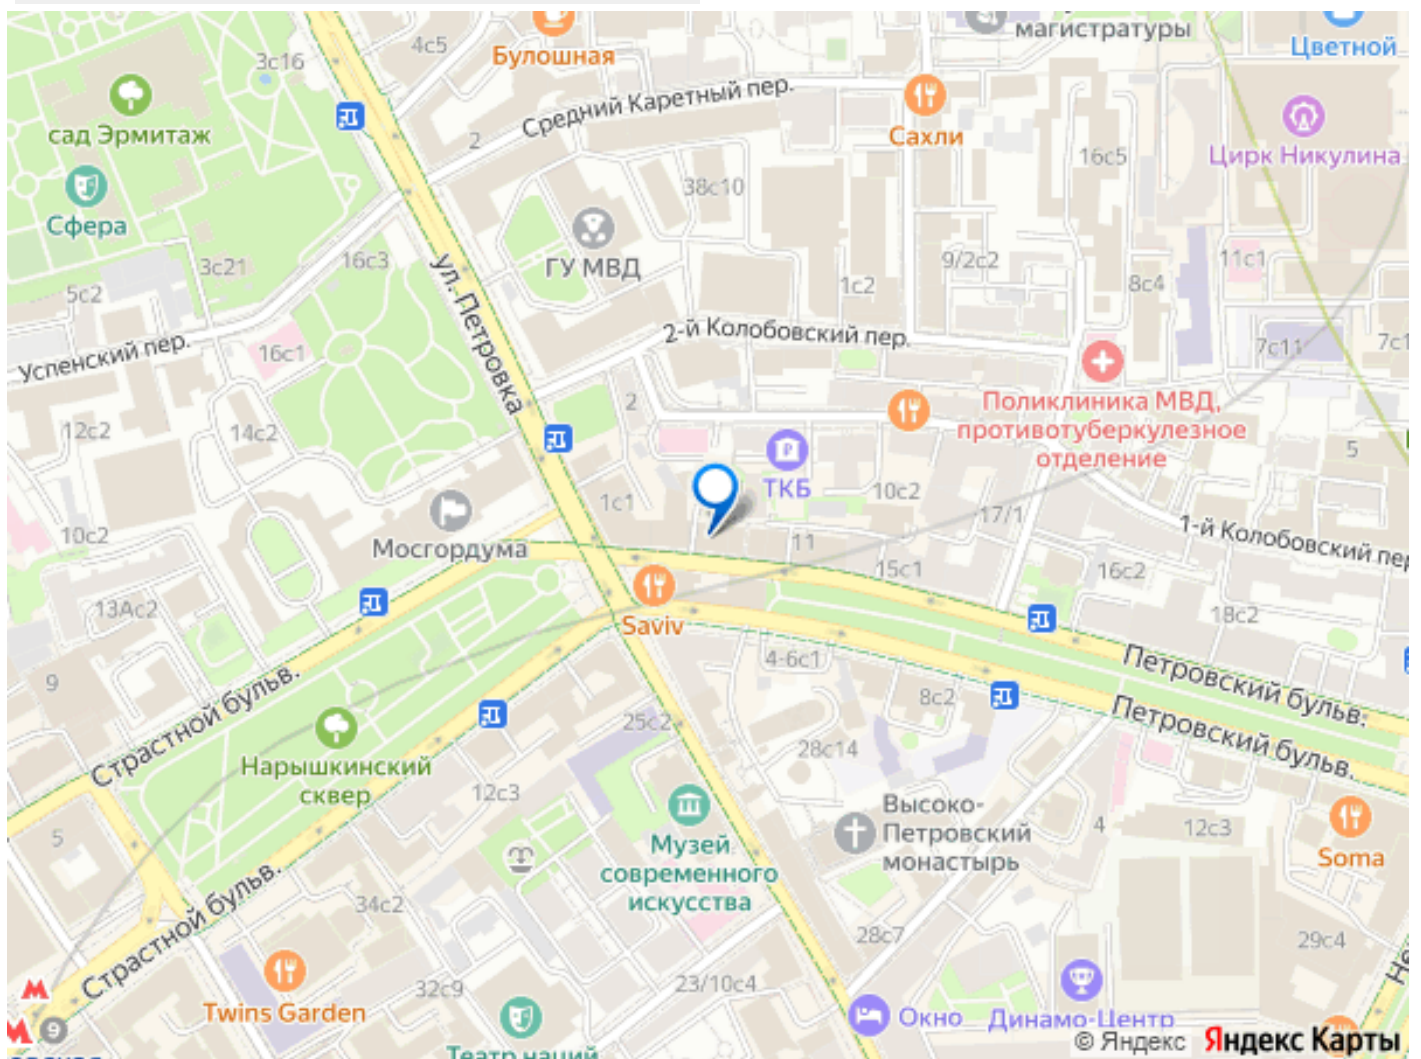 магистратуры
Цветной
Булошная
4с5
3с16
Средний Каретный пер.
сад Эрмитаж
2
Сахли
Цирк Никулина
16с5
38с10
Сфера
ГУ МВД
3с21
16с3
9/2с2
11с1
5с2
1с2
8с4
ул. Петровка
2-й Колобовский пер.
Успенский пер.
16с1
7с11
7с1
Поликлиника МВД,
противотуберкулезное
отделение
2
12с2
14с2
5
ТКБ
10с2
1с1
17/1
10с2
Мосгордума
11
1-й Колобовский пер
15с1
16с2
13Ас2
18с2
Saviv
4-6с1
9
Петровский бульв.
8с2
Страстной бульв.
Петровский бульв.
25с2
28с14
Нарышкинский
сквер
12с3
Высоко-
Петровский
монастырь
4
12с3
5
Музей
современного
искусства
Soma
Страстной бульв.
34с2
28с7
29с4
Не
32с9
23/10с4
Twins Garden
Окно
Динамо-Центр
9
Театр наций
© Яндекс
Яндекс Карты